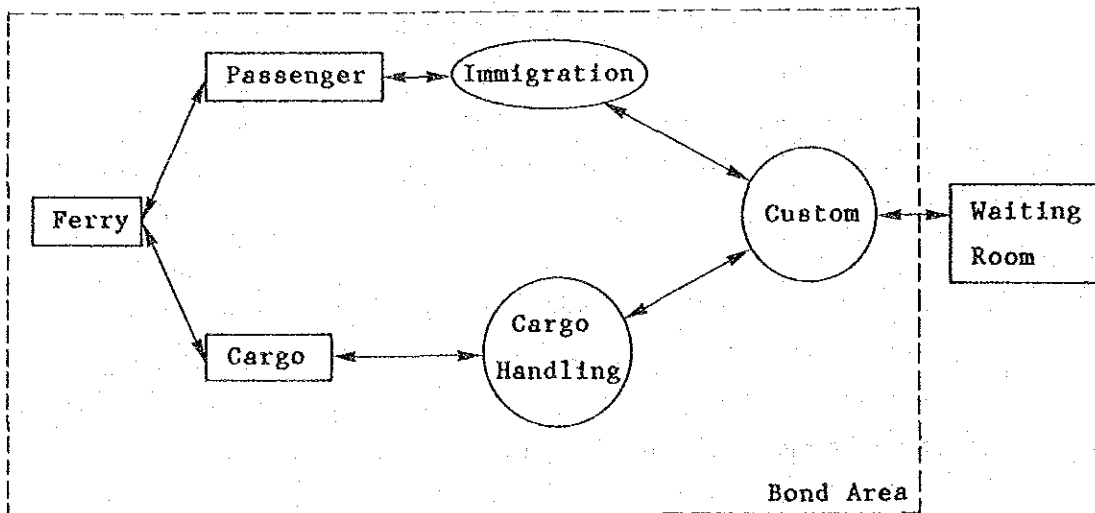 Passenger
Immigration
Ferry
Custom
Waiting
Room
Cargo
Cargo
Handling
Bond Area